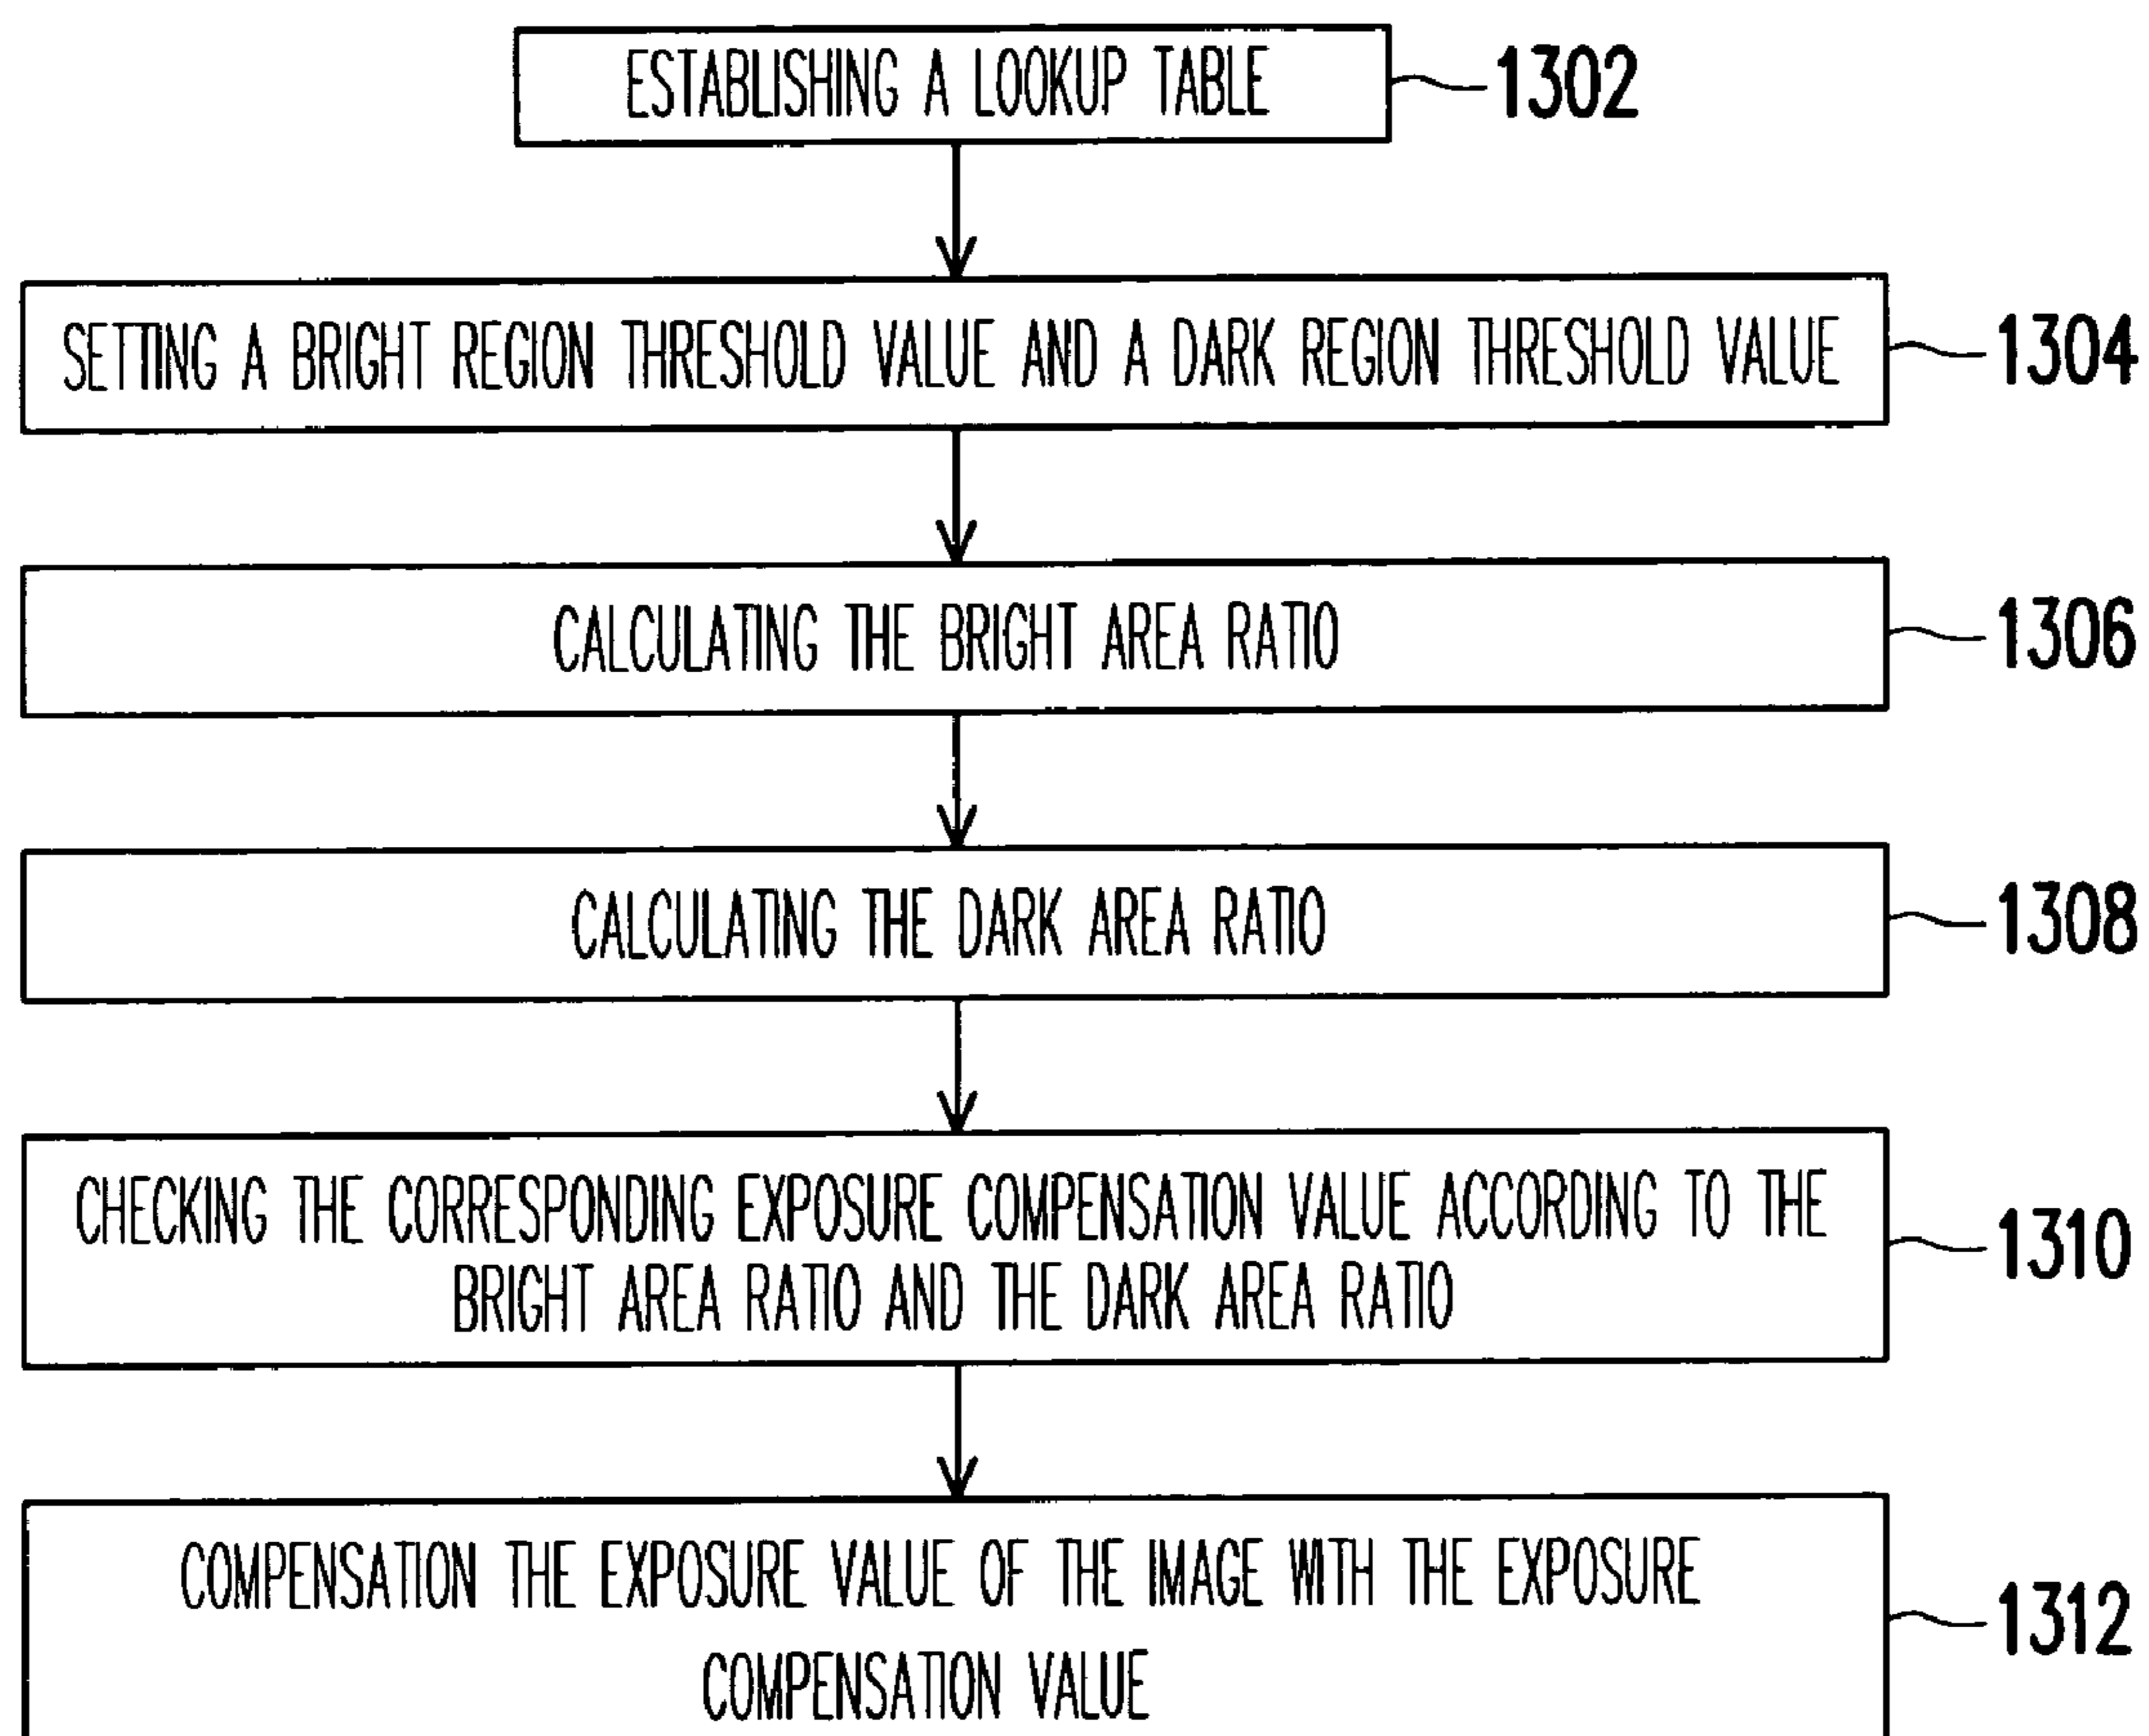 ESTABLISHING A LOOKUP TABLE
1302
SETTING A BRIGHT REGION THRESHOLD VALUE AND A DARK REGION THRESHOLD VALUE
1304
CALCULATING THE BRIGHT AREA RATIO
1306
CALCULATING THE DARK AREA RATIO
1308
CHECKING THE CORRESPONDING EXPOSURE COMPENSATION VALUE ACCORDING TO THE
BRIGHT AREA RATIO AND THE DARK AREA RATIO
1310
COMPENSATION THE EXPOSURE VALUE OF THE IMAGE WITH THE EXPOSURE
COMPENSATION VALUE
1312